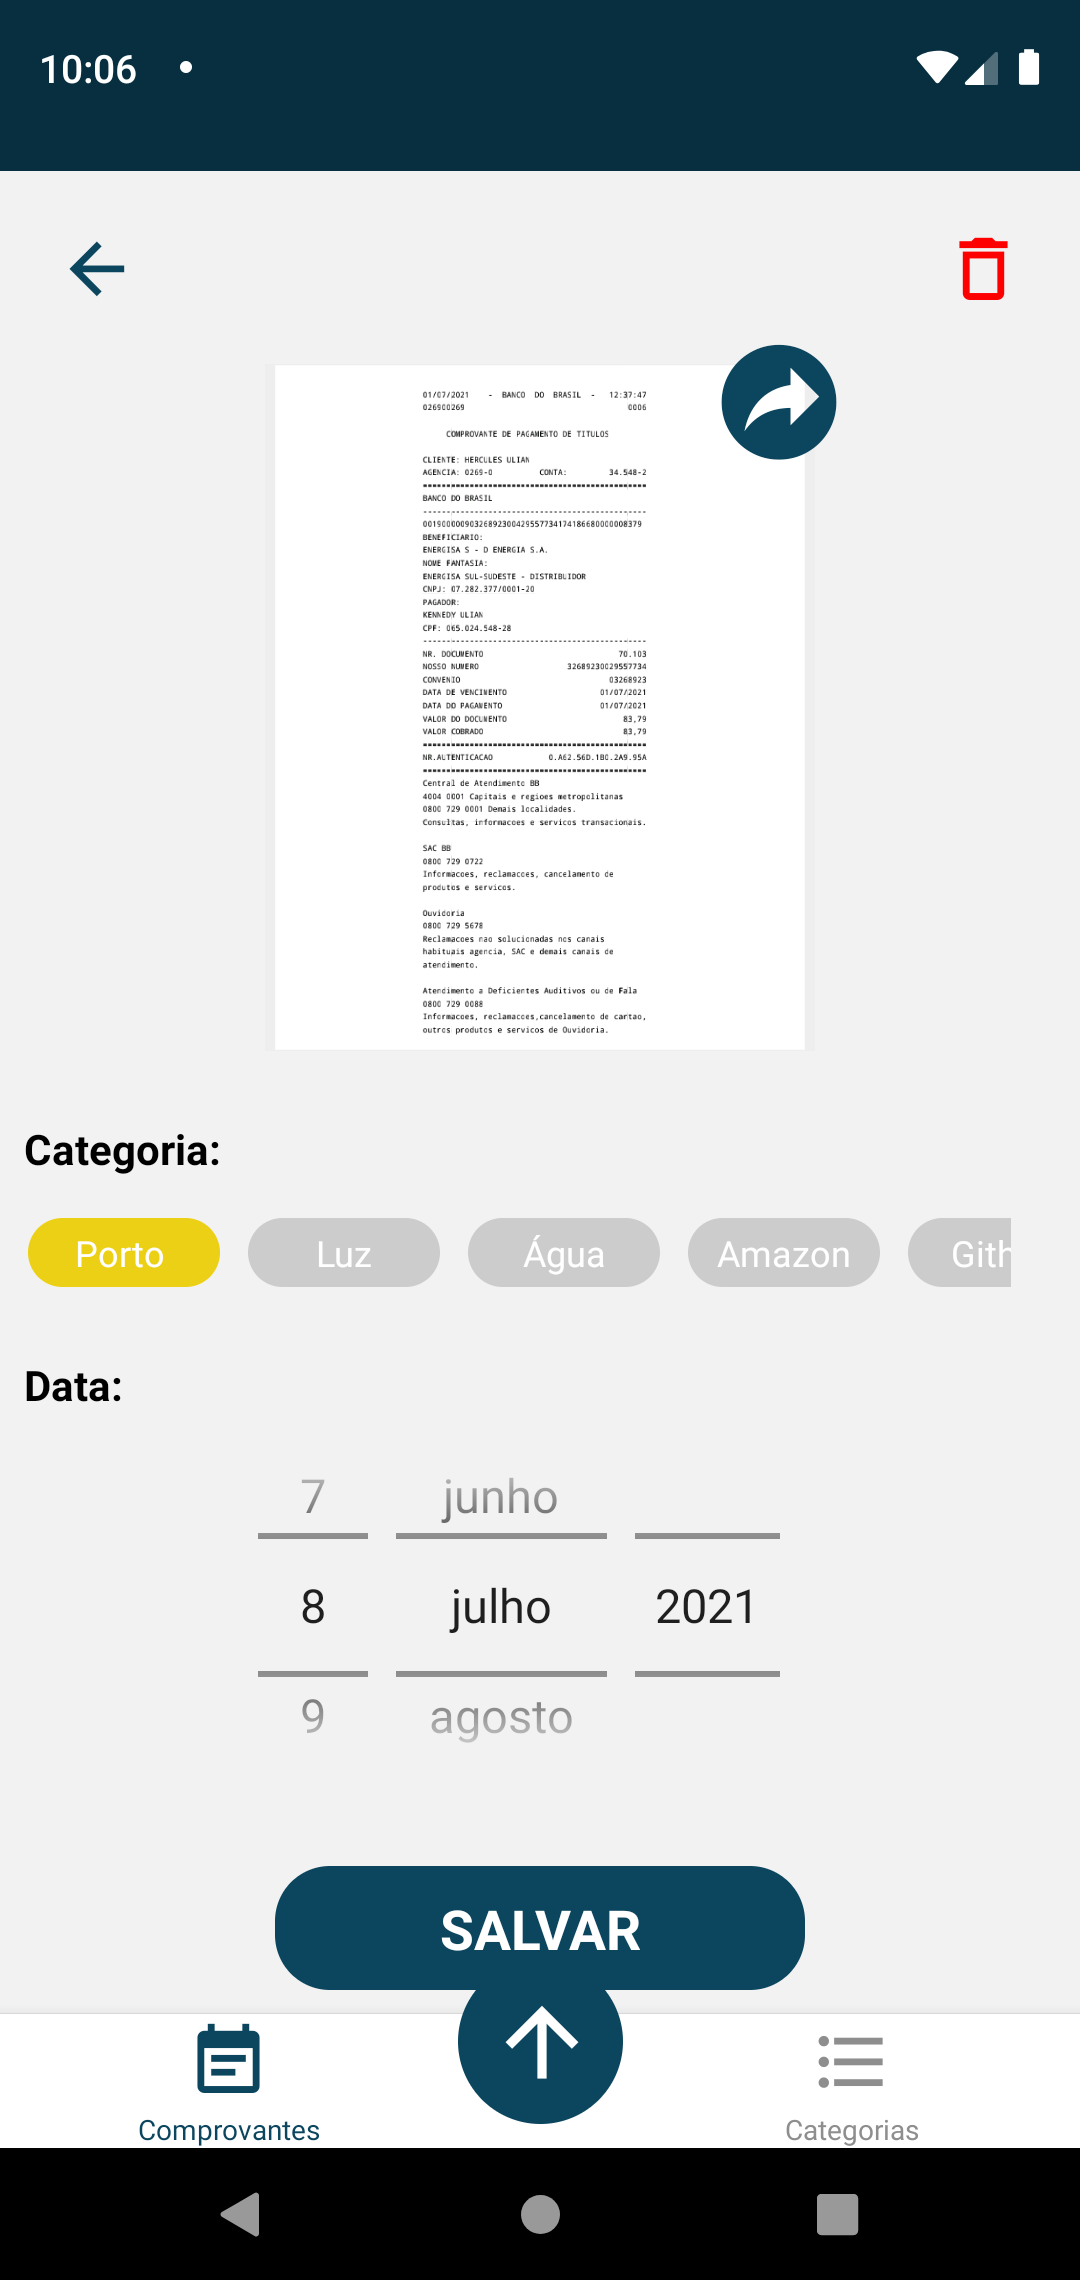 10:06
01/07/2021 - BANCO DO BRASIL - 12:37:47
026900269 0006
COMPROVANTE DE PAGAMENTO DE TITULOS
CLIENTE: HERCULES ULIAN
AGENCIA: 0269-0 CONTA: 34.548-2
================================================
BANCO DO BRASIL
------------------------------------------------
00190000090326892300429557734174186680000008379
BENEFICIARIO:
ENERGISA S - D ENERGIA S.A.
NOME FANTASIA:
ENERGISA SUL-SUDESTE - DISTRIBUIDOR
CNPJ: 07.282.377/0001-20
PAGADOR:
KENNEDY ULIAN
CPF: 065.024.548-28
------------------------------------------------
NR. DOCUMENTO 70.103
NOSSO NUMERO 32689230029557734
CONVENIO 03268923
DATA DE VENCIMENTO 01/07/2021
DATA DO PAGAMENTO 01/07/2021
VALOR DO DOCUMENTO 83,79
VALOR COBRADO 83,79
================================================
NR.AUTENTICACAO 0.A62.56D.1B0.2A9.95A
================================================
Central de Atendimento BB
4004 0001 Capitais e regioes metropolitanas
0800 729 0001 Demais localidades.
Consultas, informacoes e servicos transacionais.
SAC BB
0800 729 0722
Informacoes, reclamacoes, cancelamento de
produtos e servicos.
Ouvidoria
0800 729 5678
Reclamacoes nao solucionadas nos canais
habituais agencia, SAC e demais canais de
atendimento.
Atendimento a Deficientes Auditivos ou de Fala
0800 729 0088
Informacoes, reclamacoes,cancelamento de cartao,
outros produtos e servicos de Ouvidoria.
Categoria:
Porto Luz Água Amazon Gith
Data:
7 junho
8 julho 2021
9 agosto
SALVAR
Comprovantes Categorias